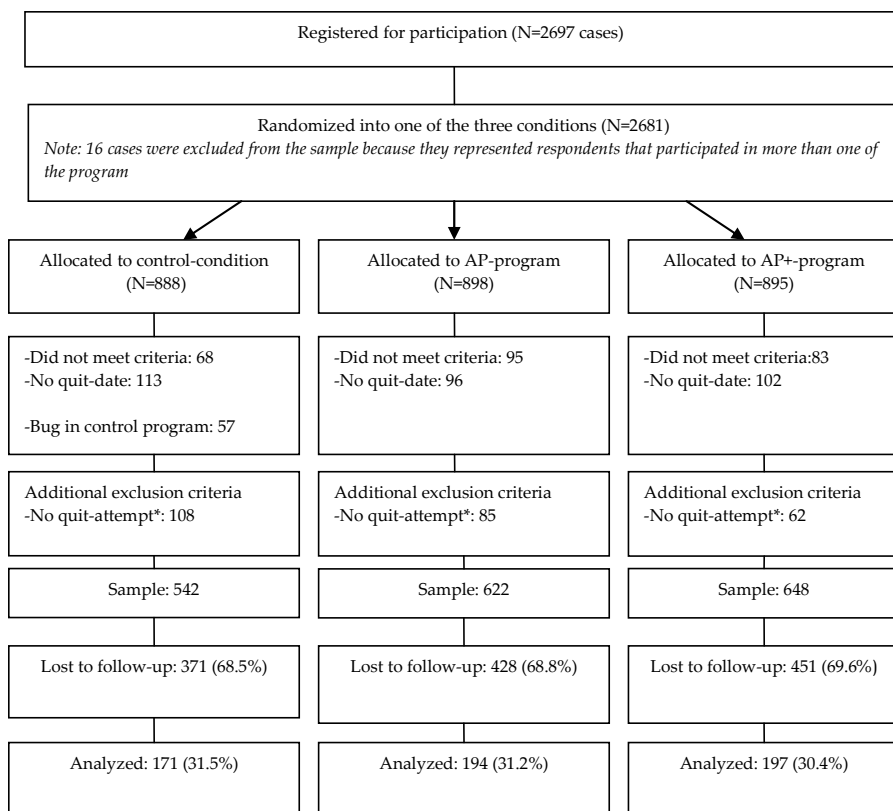 Registered for participation (N=2697 cases)
Randomized into one of the three conditions (N=2681)
Note: 16 cases were excluded from the sample because they represented respondents that participated in more than one of
the program
Allocated to control-condition
(N=888)
Allocated to AP-program
(N=898)
Allocated to AP+-program
(N=895)
-Did not meet criteria: 68
-No quit-date: 113
-Bug in control program: 57
-Did not meet criteria: 95
-No quit-date: 96
-Did not meet criteria:83
-No quit-date: 102
Additional exclusion criteria
-No quit-attempt*: 108
Additional exclusion criteria
-No quit-attempt*: 85
Additional exclusion criteria
-No quit-attempt*: 62
Sample: 542
Sample: 622
Sample: 648
Lost to follow-up: 371 (68.5%)
Lost to follow-up: 428 (68.8%)
Lost to follow-up: 451 (69.6%)
Analyzed: 171 (31.5%)
Analyzed: 194 (31.2%)
Analyzed: 197 (30.4%)